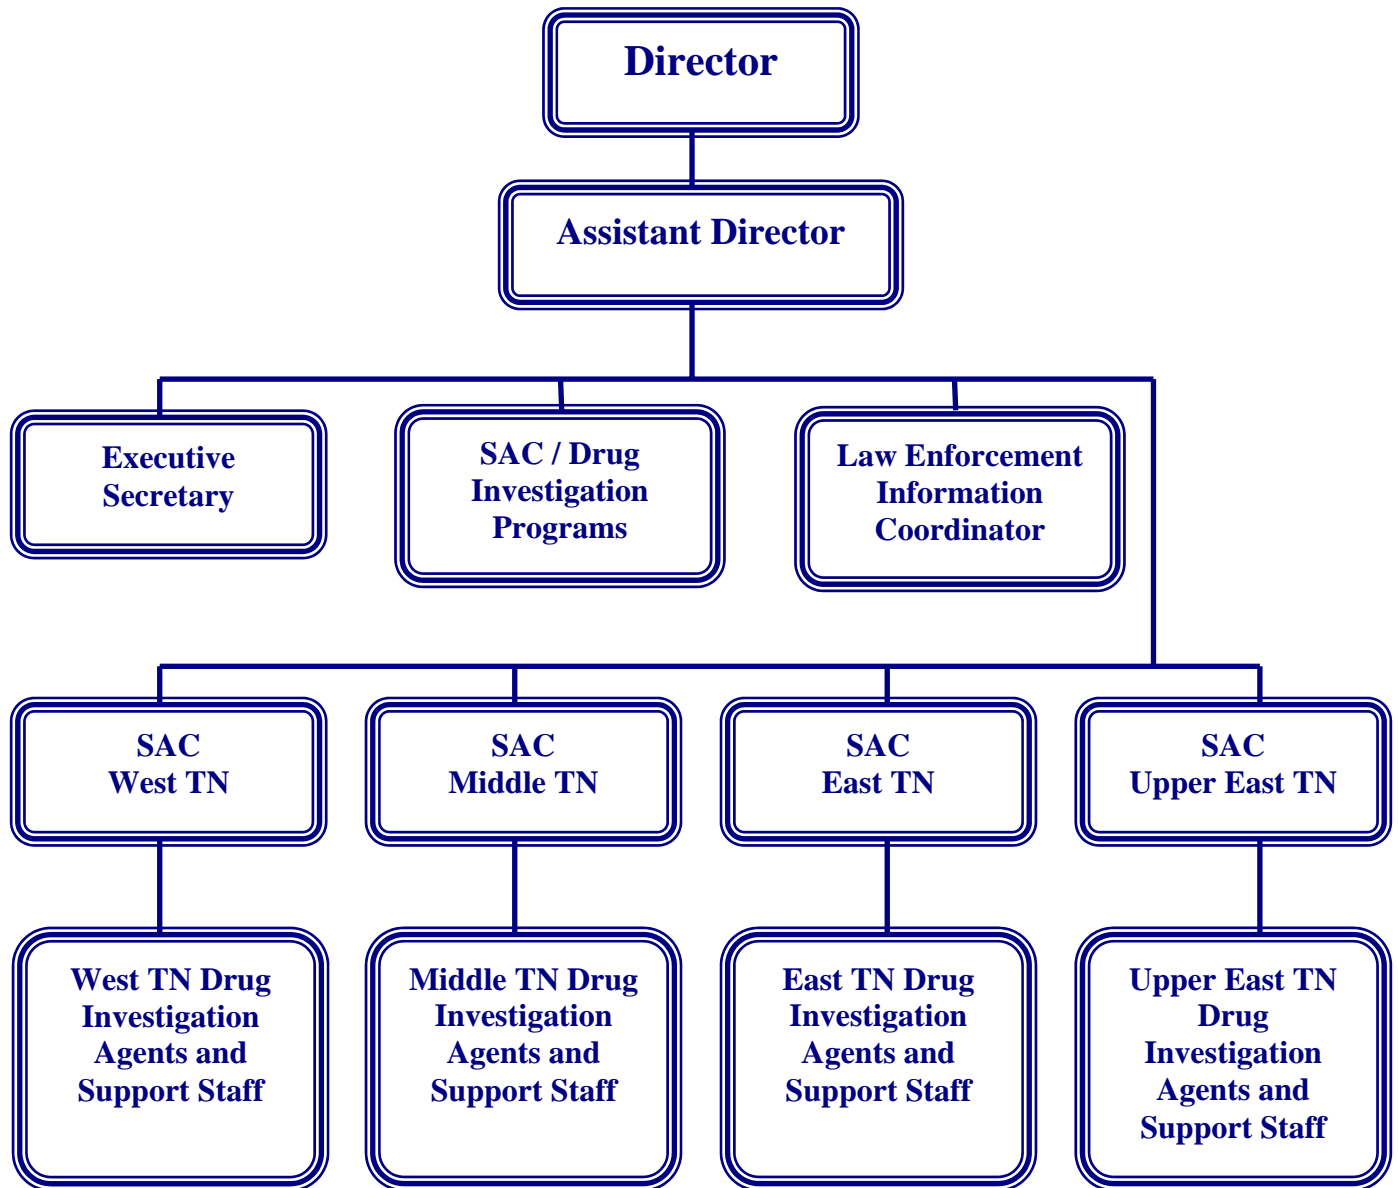 Director
Assistant Director
Executive
Secretary
SAC / Drug
Investigation
Programs
Law Enforcement
Information
Coordinator
SAC
West TN
SAC
Middle TN
SAC
East TN
SAC
Upper East TN
West TN Drug
Investigation
Agents and
Support Staff
Middle TN Drug
Investigation
Agents and
Support Staff
East TN Drug
Investigation
Agents and
Support Staff
Upper East TN
Drug
Investigation
Agents and
Support Staff